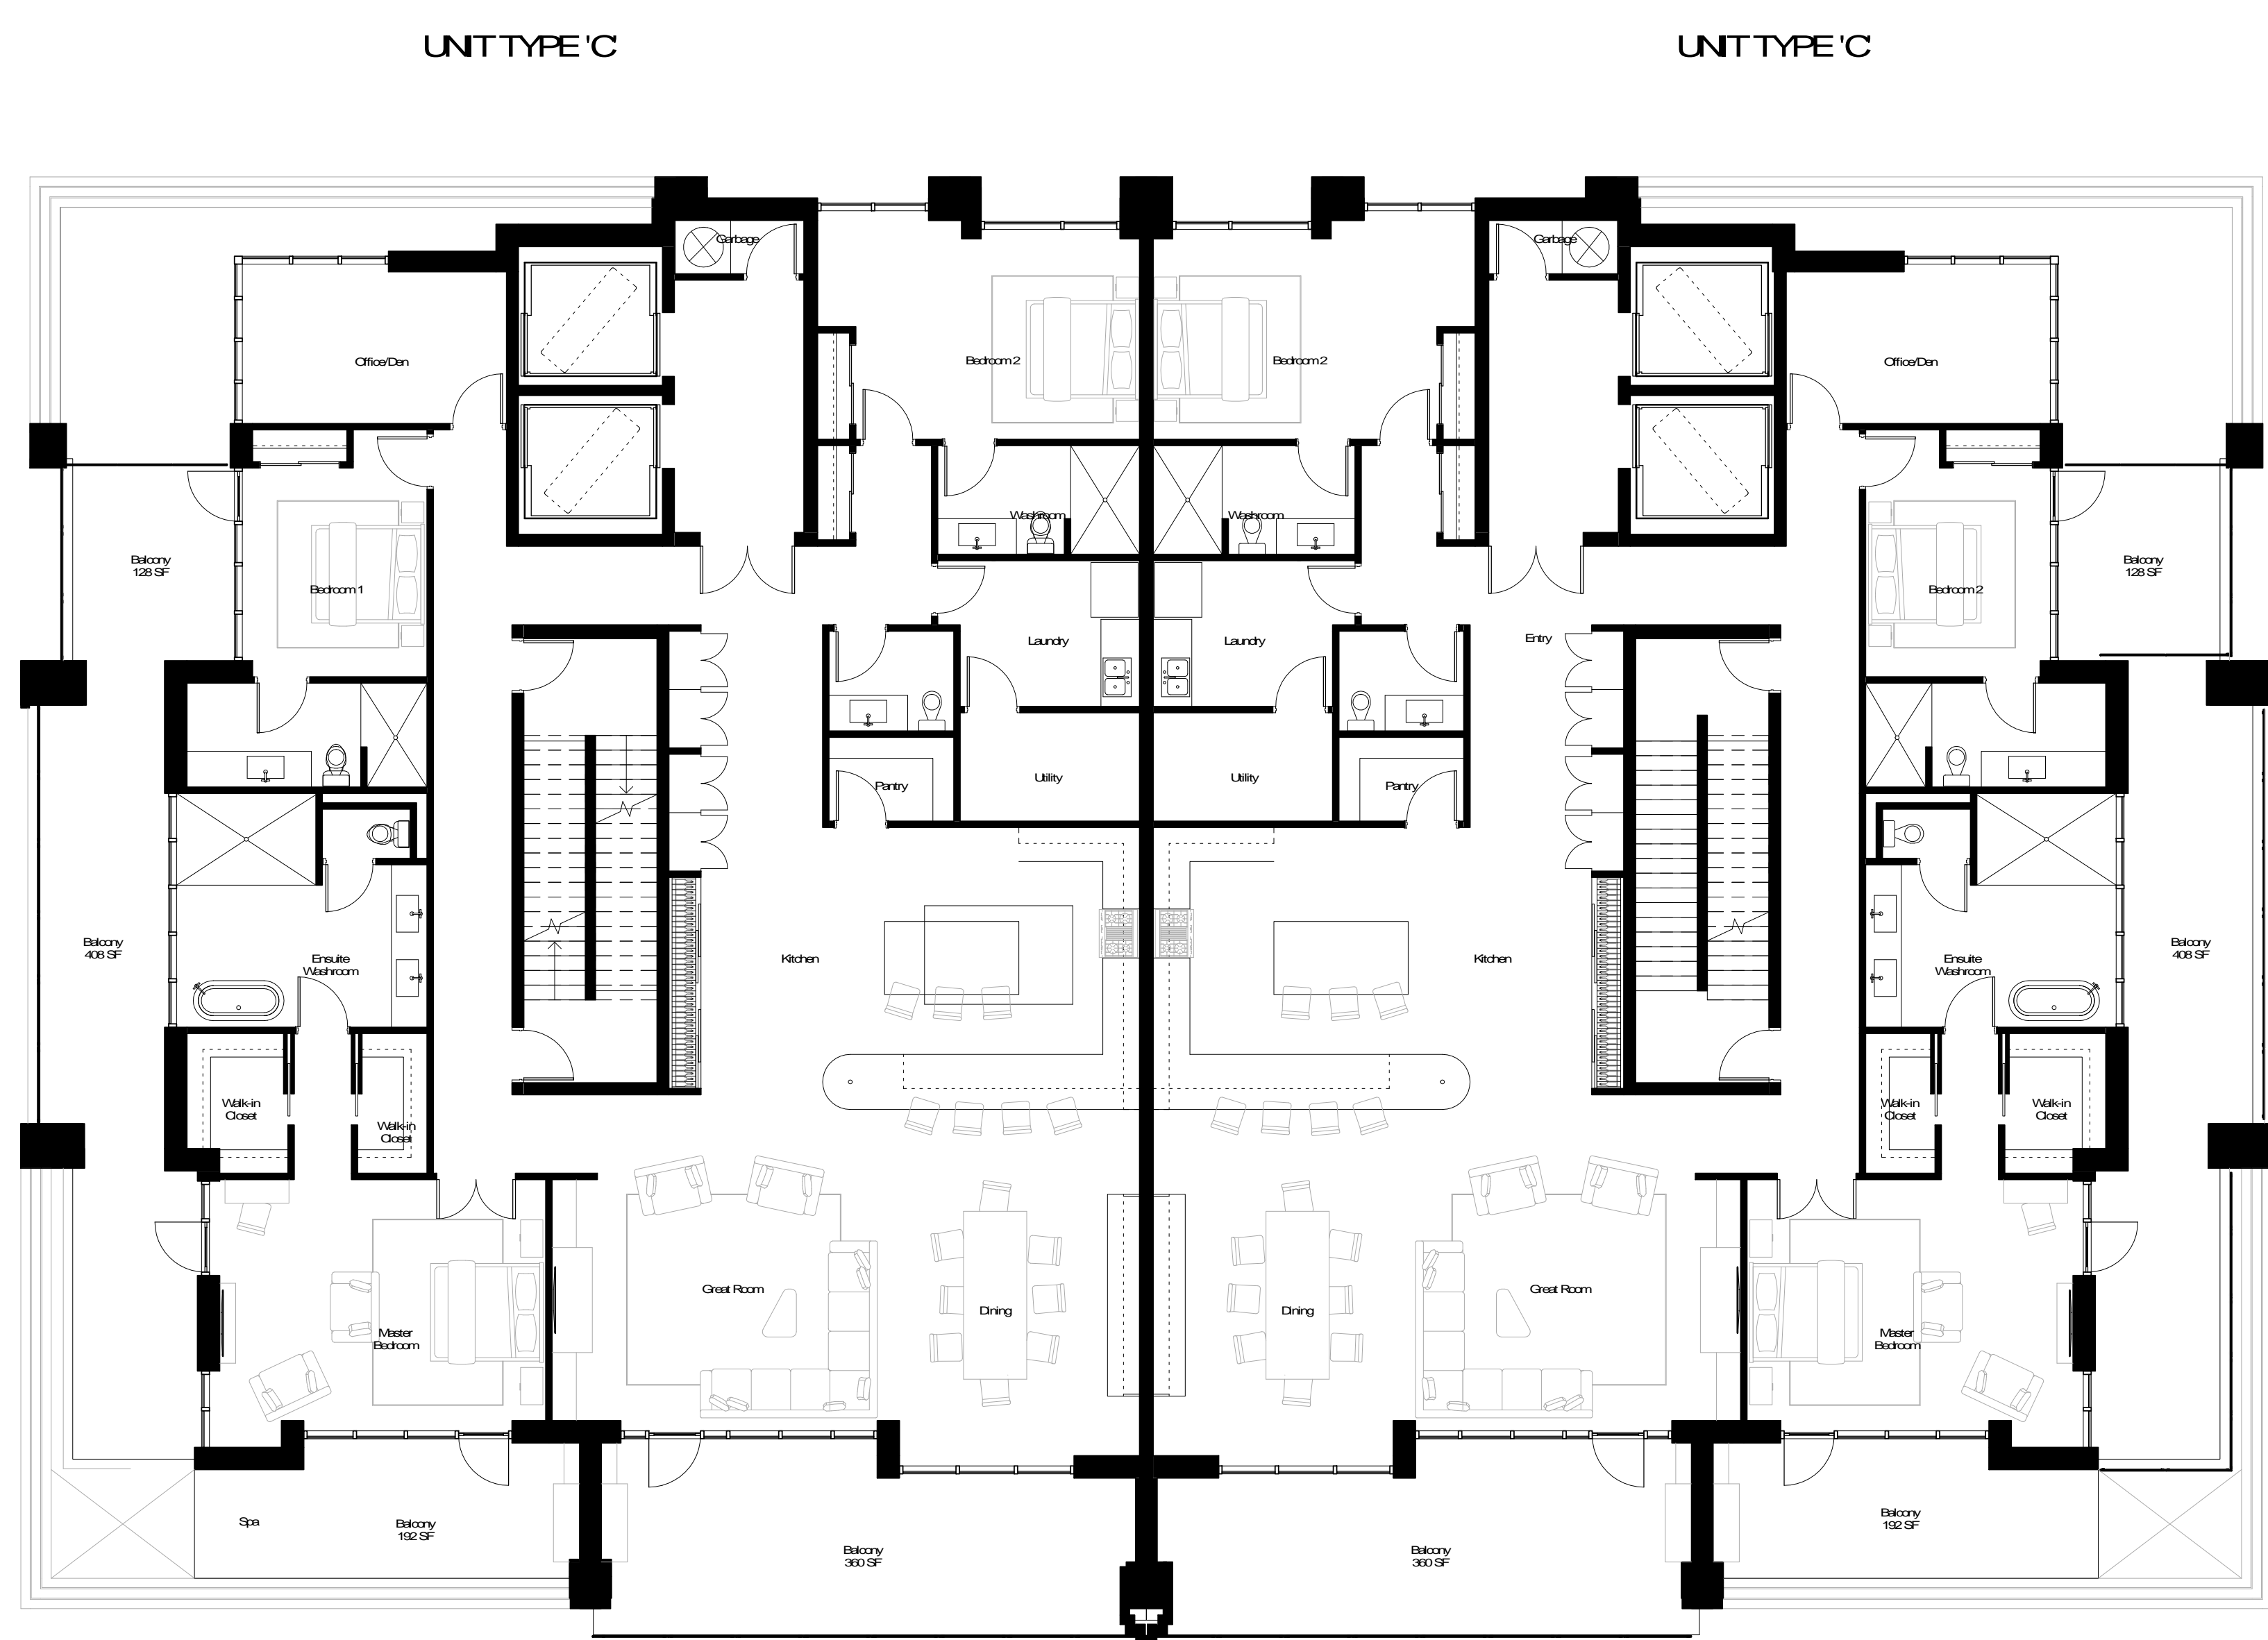 UNIT TYPE 'C'
UNIT TYPE 'C'
Garbage
Garbage
Office/Den
Bedroom 2
Bedroom 2
Office/Den
Washroom
Washroom
Balcony
128 SF
Bedroom 1
Bedroom 2
Balcony
128 SF
Laundry
Laundry
Entry
Pantry
Utility
Utility
Pantry
Balcony
408 SF
Ensuite
Washroom
Kitchen
Kitchen
Ensuite
Washroom
Balcony
408 SF
Walk-in
Closet
Walk-in
Closet
Walk-in
Closet
Walk-in
Closet
Great Room
Dining
Dining
Great Room
Master
Bedroom
Master
Bedroom
Spa
Balcony
192 SF
Balcony
360 SF
Balcony
360 SF
Balcony
192 SF